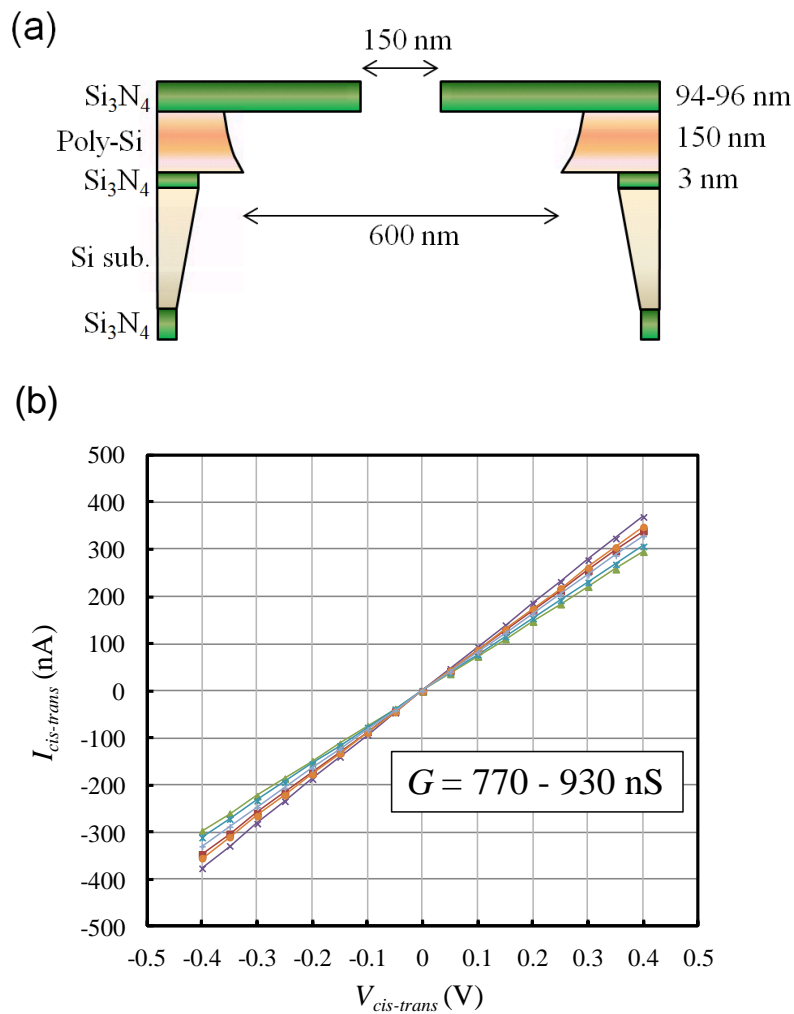 (a)
150 nm
Si3N4
94-96 nm
Poly-Si
150 nm
Si3N4
3 nm
600 nm
Si sub.
Si3N4
(b)
500
400
300
200
100
0
-100
-200
-300
-400
-500
I cis-trans (nA)
G = 770 - 930 nS
-0.5 -0.4 -0.3 -0.2 -0.1 0 0.1 0.2 0.3 0.4 0.5
V cis-trans (V)